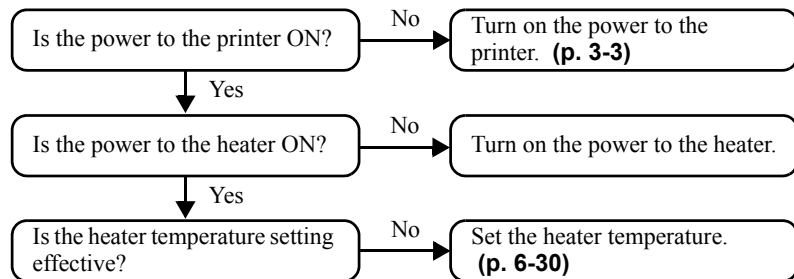 Is the power to the printer ON?
No
Turn on the power to the
printer. (p. 3-3)
Yes
Is the power to the heater ON?
No
Turn on the power to the heater.
Yes
Is the heater temperature setting
effective?
No
Set the heater temperature.
(p. 6-30)